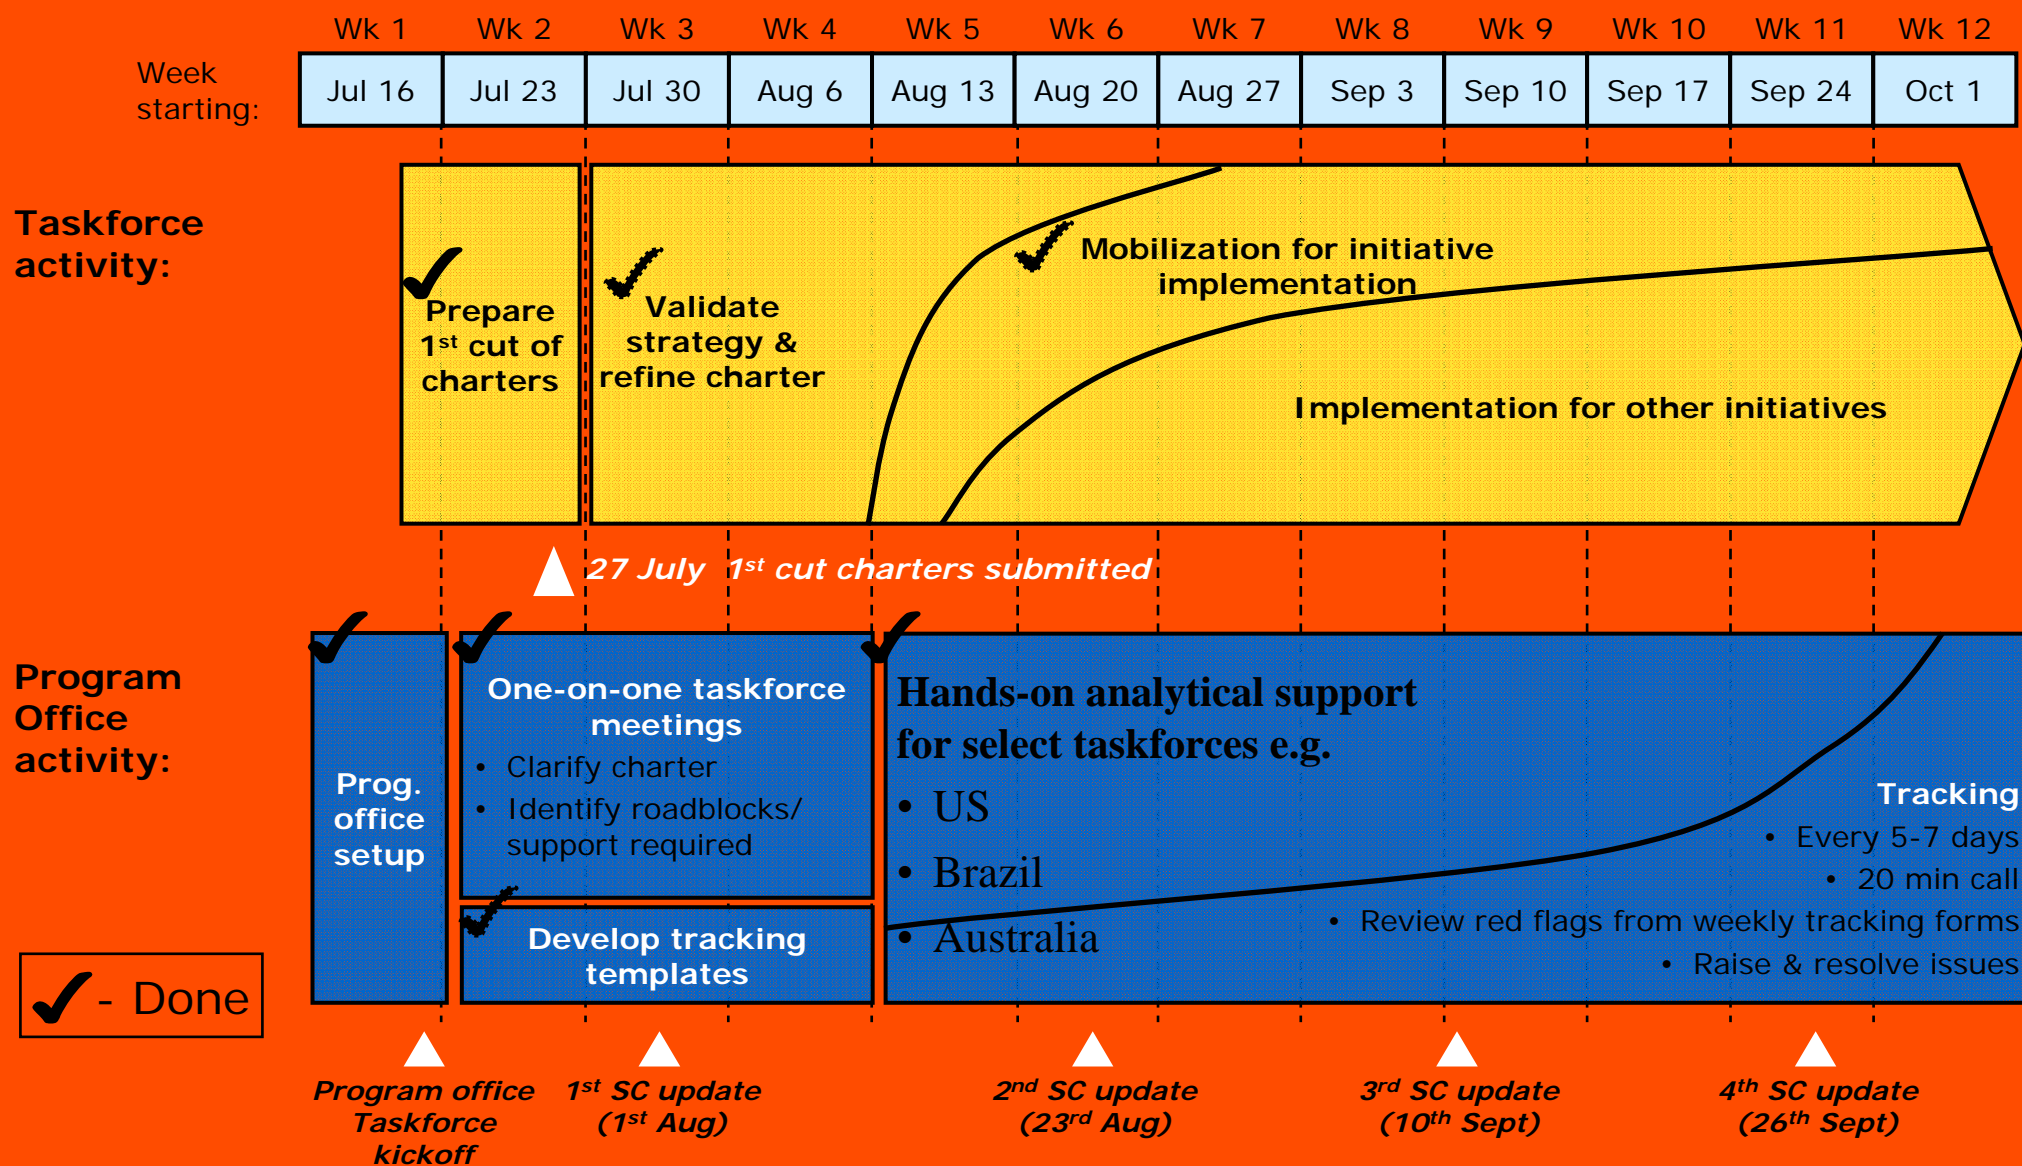 Wk 1 Wk 2 Wk 3 Wk 4 Wk 5 Wk 6 Wk 7 Wk 8 Wk 9 Wk 10 Wk 11 Wk 12
Week
starting:
Jul 16 Jul 23 Jul 30 Aug 6 Aug 13 Aug 20 Aug 27 Sep 3 Sep 10 Sep 17 Sep 24 Oct 1
Taskforce
activity:
Prepare
1st cut of
charters
Validate
strategy &
refine charter
Mobilization for initiative
implementation
Implementation for other initiatives
27 July 1st cut charters submitted
Program
Office
activity:
Prog.
office
setup
One-on-one taskforce
meetings
• Clarify charter
• Identify roadblocks/
support required
Develop tracking
templates
Hands-on analytical support
for select taskforces e.g.
• US
• Brazil
• Australia
Tracking
• Every 5-7 days
• 20 min call
• Review red flags from weekly tracking forms
• Raise & resolve issues
✔ - Done
Program office
Taskforce
kickoff
1st SC update
(1st Aug)
2nd SC update
(23rd Aug)
3rd SC update
(10th Sept)
4th SC update
(26th Sept)